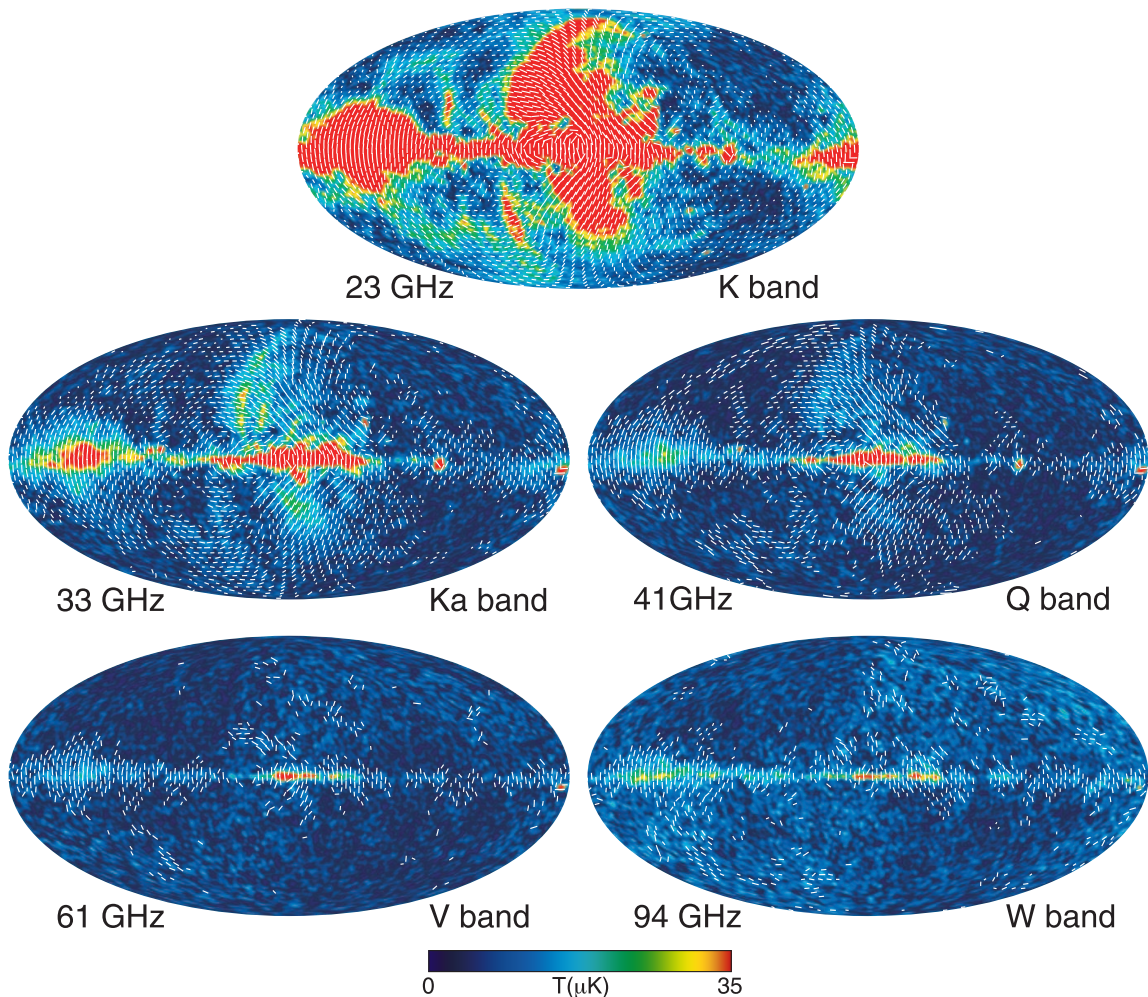 23 GHz K band
33 GHz Ka band
41GHz Q band
61 GHz V band
94 GHz W band
0 T(μK) 35